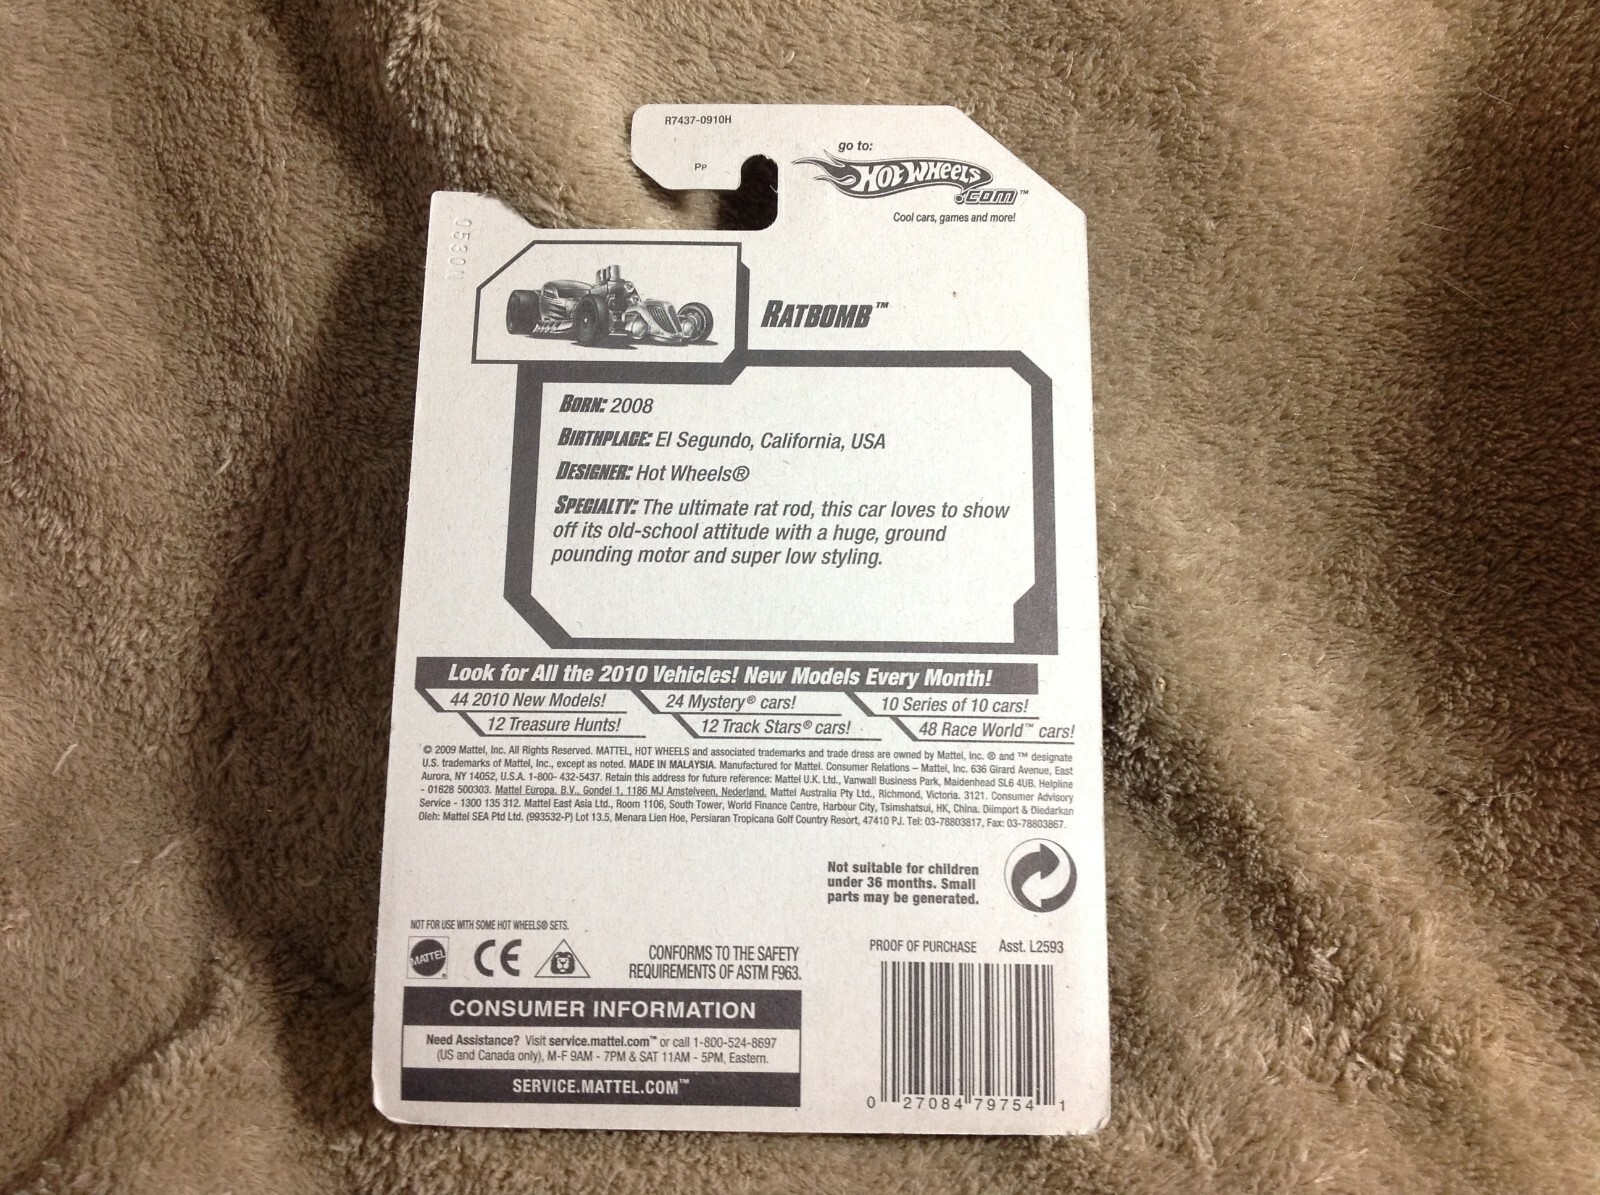 R7437-0910H
PP
go to:
HOT WHEELS
.COM™
Cool cars, games and more!
RATBOMB™
BORN: 2008
BIRTHPLACE: El Segundo, California, USA
DESIGNER: Hot Wheels®
SPECIALTY: The ultimate rat rod, this car loves to show
off its old-school attitude with a huge, ground
pounding motor and super low styling.
Look for All the 2010 Vehicles! New Models Every Month!
44 2010 New Models! 24 Mystery® cars! 10 Series of 10 cars!
12 Treasure Hunts! 12 Track Stars® cars! 48 Race World™ cars!
© 2009 Mattel, Inc. All Rights Reserved. MATTEL, HOT WHEELS and associated trademarks and trade dress are owned by Mattel, Inc. ® and ™ designate
U.S. trademarks of Mattel, Inc., except as noted. MADE IN MALAYSIA. Manufactured for Mattel. Consumer Relations – Mattel, Inc. 636 Girard Avenue, East
Aurora, NY 14052, U.S.A. 1-800- 432-5437. Retain this address for future reference: Mattel U.K. Ltd., Vanwall Business Park, Maidenhead SL6 4UB. Helpline
- 01628 500303. Mattel Europa, B.V., Gondel 1, 1186 MJ Amstelveen, Nederland. Mattel Australia Pty Ltd., Richmond, Victoria. 3121. Consumer Advisory
Service - 1300 135 312. Mattel East Asia Ltd., Room 1106, South Tower, World Finance Centre, Harbour City, Tsimshatsui, HK, China. Diimport & Diedarkan
Oleh: Mattel SEA Ptd Ltd. (993532-P) Lot 13.5, Menara Lien Hoe, Persiaran Tropicana Golf Country Resort, 47410 PJ. Tel: 03-78803817, Fax: 03-78803867.
Not suitable for children
under 36 months. Small
parts may be generated.
NOT FOR USE WITH SOME HOT WHEELS® SETS.
MATTEL
CE
CONFORMS TO THE SAFETY
REQUIREMENTS OF ASTM F963.
PROOF OF PURCHASE Asst. L2593
CONSUMER INFORMATION
Need Assistance? Visit service.mattel.com™ or call 1-800-524-8697
(US and Canada only), M-F 9AM - 7PM & SAT 11AM - 5PM, Eastern.
SERVICE.MATTEL.COM™
0 27084 79754 1